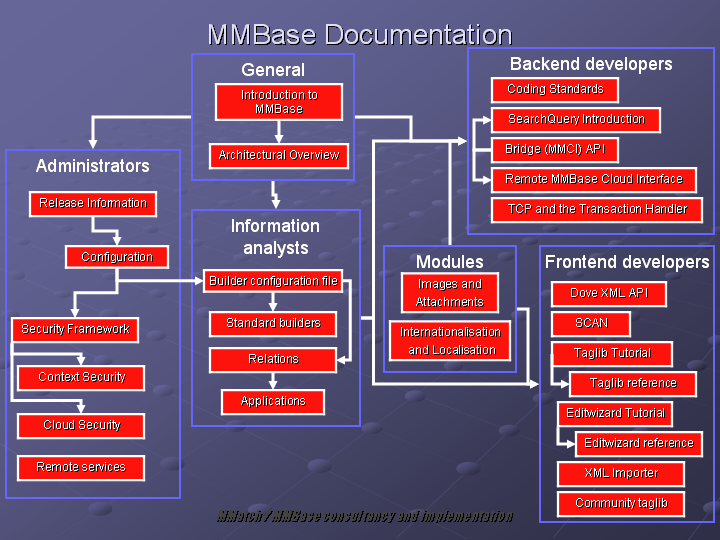 MMBase Documentation
General
Introduction to
MMBase
Architectural Overview
Backend developers
Coding Standards
SearchQuery Introduction
Bridge (MMCI) API
Remote MMBase Cloud Interface
TCP and the Transaction Handler
Administrators
Release Information
Configuration
Security Framework
Context Security
Cloud Security
Remote services
Information
analysts
Builder configuration file
Standard builders
Relations
Applications
Modules
Images and
Attachments
Internationalisation
and Localisation
Frontend developers
Dove XML API
SCAN
Taglib Tutorial
Taglib reference
Editwizard Tutorial
Editwizard reference
XML Importer
Community taglib
MMatch / MMBase consultancy and implementation